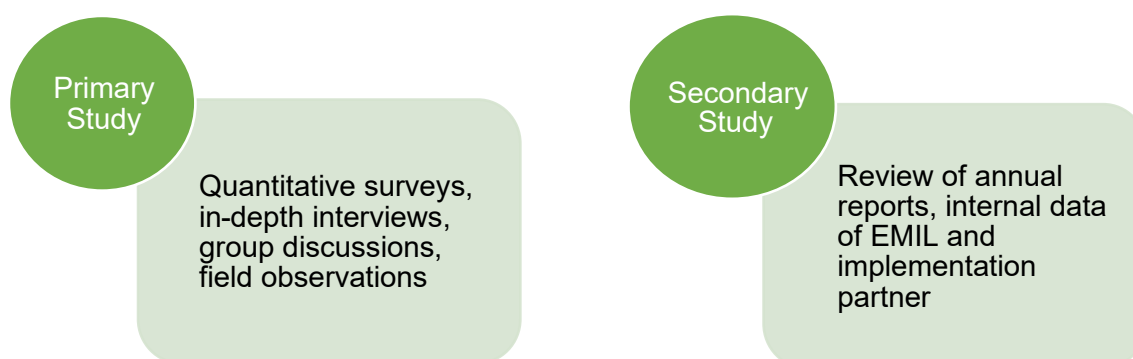 Primary
Study
Quantitative surveys,
in-depth interviews,
group discussions,
field observations
Secondary
Study
Review of annual
reports, internal data
of EMIL and
implementation
partner